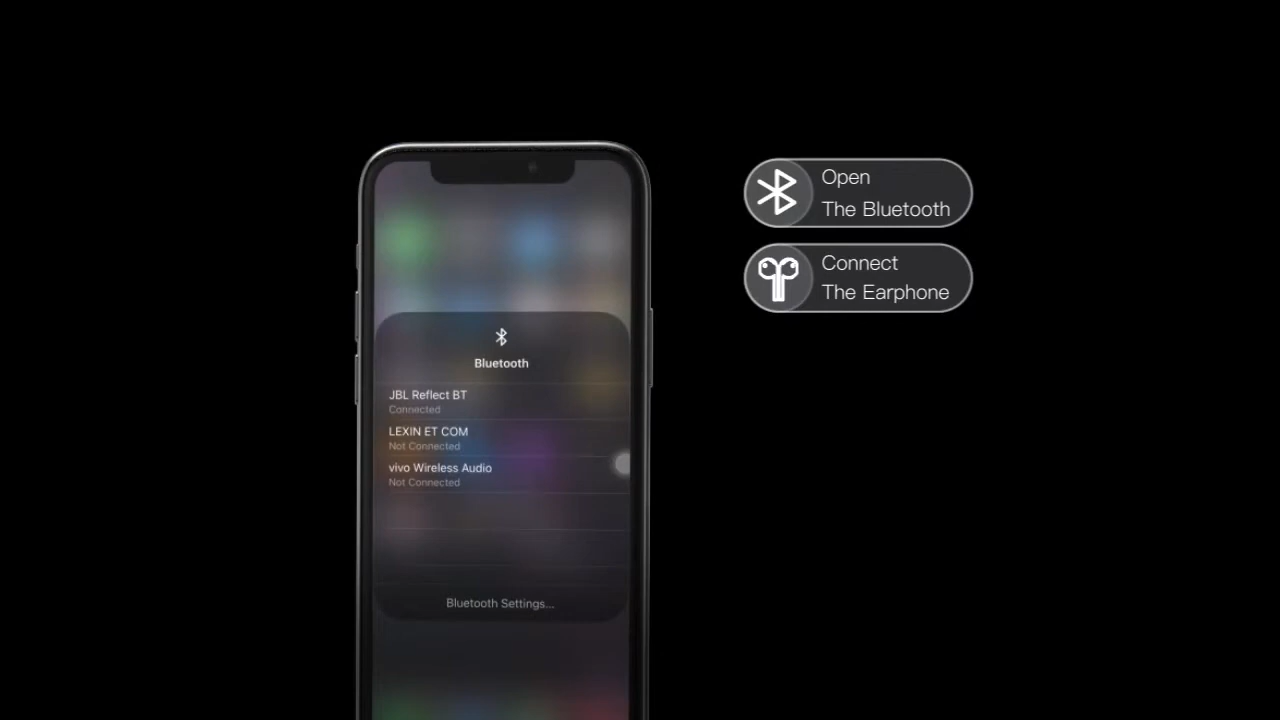 Bluetooth
JBL Reflect BT
Connected
LEXIN ET COM
Not Connected
vivo Wireless Audio
Not Connected
Bluetooth Settings...
Open
The Bluetooth
Connect
The Earphone